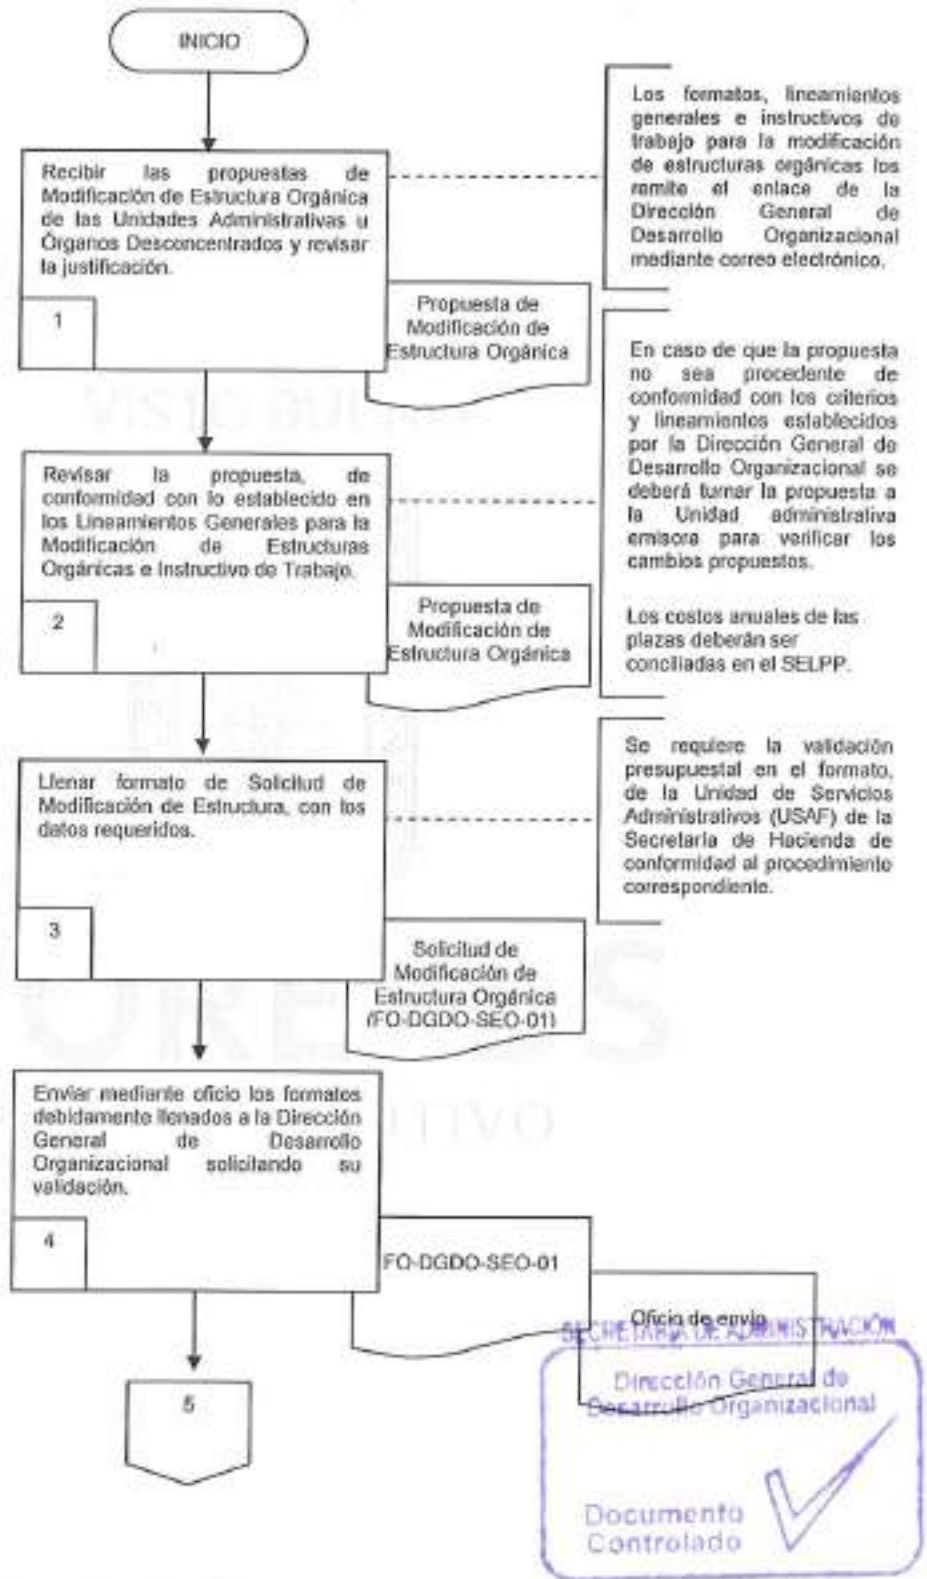 INICIO
Recibir las propuestas de
Modificación de Estructura Orgánica
de las Unidades Administrativas u
Órganos Desconcentrados y revisar
la justificación.
1
Propuesta de
Modificación de
Estructura Orgánica
Los formatos, lineamientos
generales e instructivos de
trabajo para la modificación
de estructuras orgánicas los
remite el enlace de la
Dirección General de
Desarrollo Organizacional
mediante correo electrónico.
Revisar la propuesta, de
conformidad con lo establecido en
los Lineamientos Generales para la
Modificación de Estructuras
Orgánicas e Instructivo de Trabajo.
2
Propuesta de
Modificación de
Estructura Orgánica
En caso de que la propuesta
no sea procedente de
conformidad con los criterios
y lineamientos establecidos
por la Dirección General de
Desarrollo Organizacional se
deberá turnar la propuesta a
la Unidad administrativa
emisora para verificar los
cambios propuestos.
Los costos anuales de las
plazas deberán ser
conciliadas en el SELPP.
Llenar formato de Solicitud de
Modificación de Estructura, con los
datos requeridos.
3
Solicitud de
Modificación de
Estructura Orgánica
(FO-DGDO-SEO-01)
Se requiere la validación
presupuestal en el formato,
de la Unidad de Servicios
Administrativos (USAF) de la
Secretaría de Hacienda de
conformidad al procedimiento
correspondiente.
Enviar mediante oficio los formatos
debidamente llenados a la Dirección
General de Desarrollo
Organizacional solicitando su
validación.
4
FO-DGDO-SEO-01
Oficio de envío
5
SECRETARÍA DE ADMINISTRACIÓN
Dirección General de
Desarrollo Organizacional
Documento
Controlado